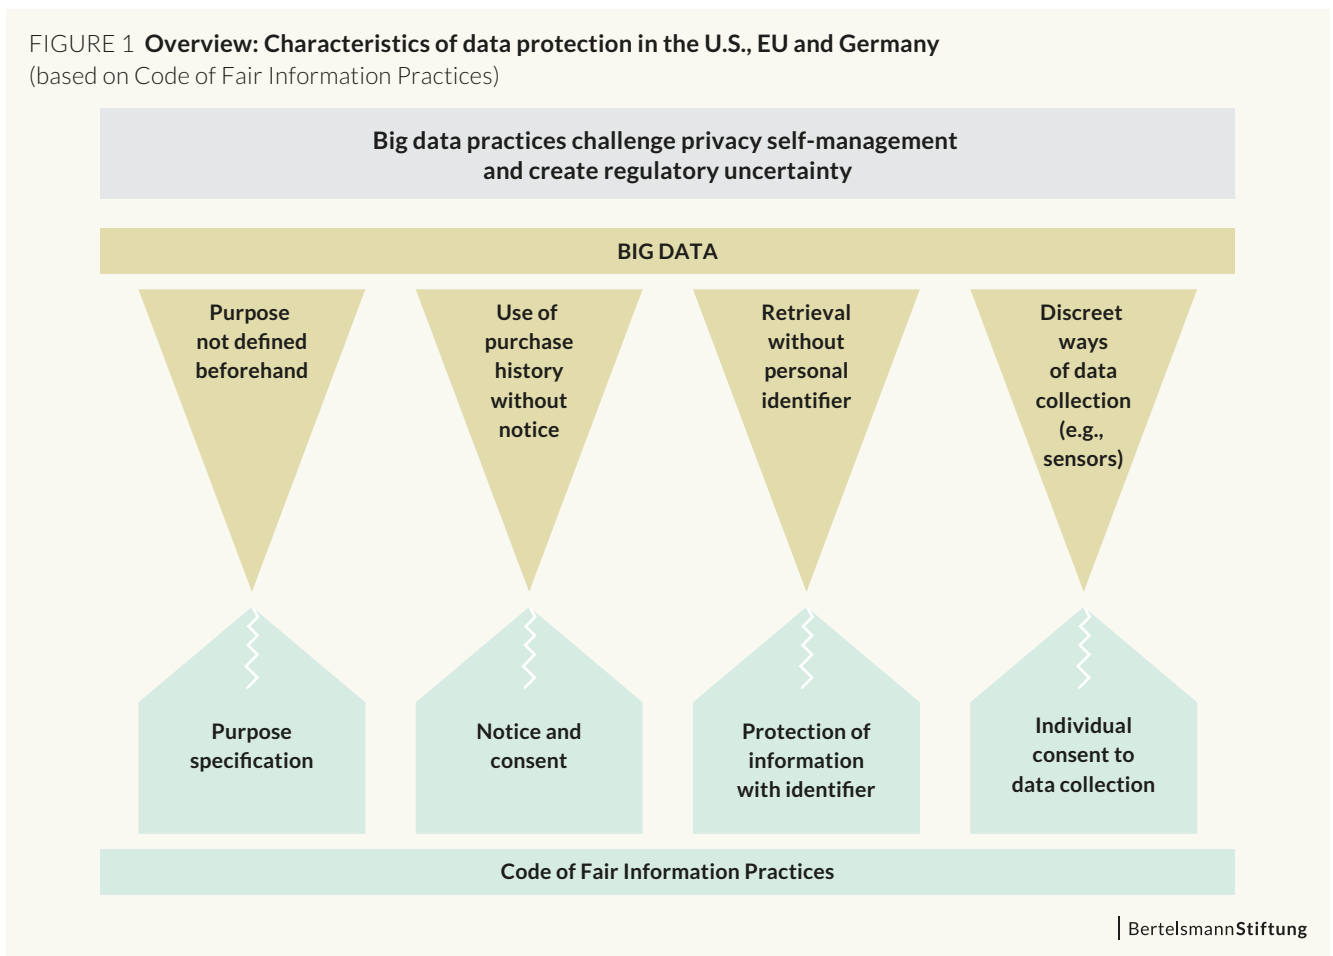 FIGURE 1 Overview: Characteristics of data protection in the U.S., EU and Germany
(based on Code of Fair Information Practices)
Big data practices challenge privacy self-management
and create regulatory uncertainty
BIG DATA
Purpose
not defined
beforehand
Use of
purchase
history
without
notice
Retrieval
without
personal
identifier
Discreet
ways
of data
collection
(e.g.,
sensors)
Purpose
specification
Notice and
consent
Protection of
information
with identifier
Individual
consent to
data collection
Code of Fair Information Practices
BertelsmannStiftung